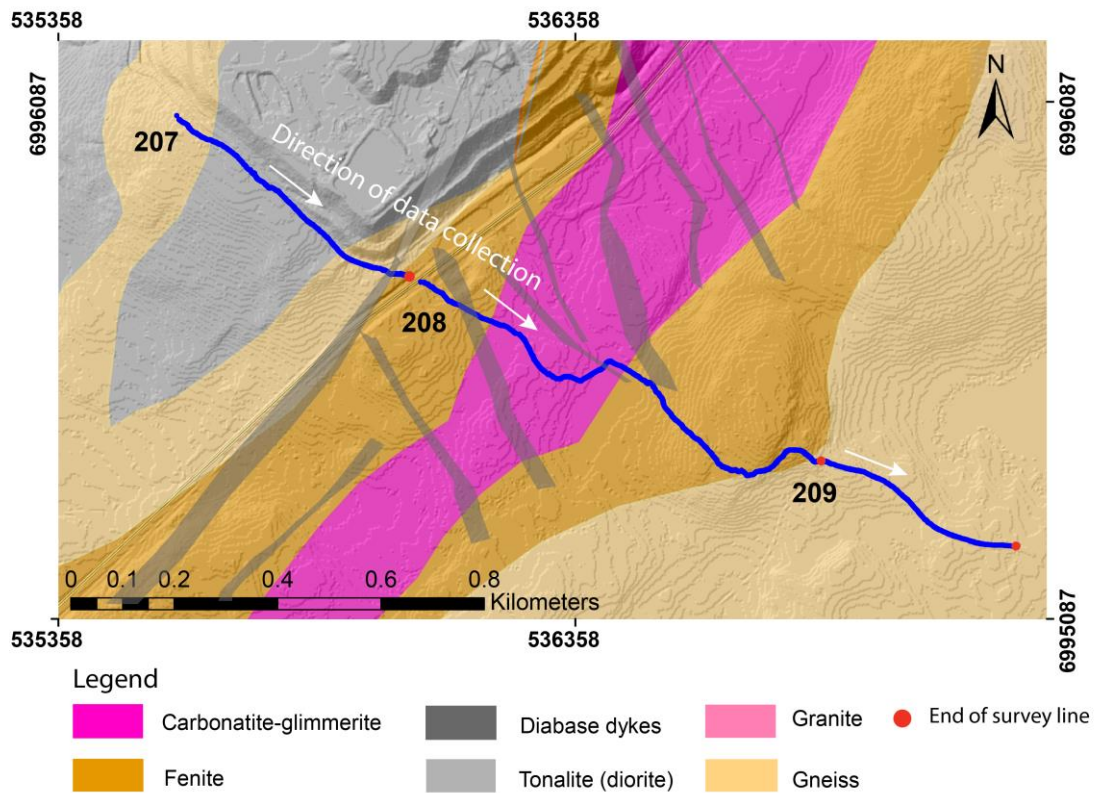 535358
536358
6996087
6996087
N
207
Direction of data collection
208
209
0
0.1
0.2
0.4
0.6
0.8
Kilometers
535358
536358
6995087
Legend
Carbonatite-glimmerite
Diabase dykes
Granite
End of survey line
Fenite
Tonalite (diorite)
Gneiss